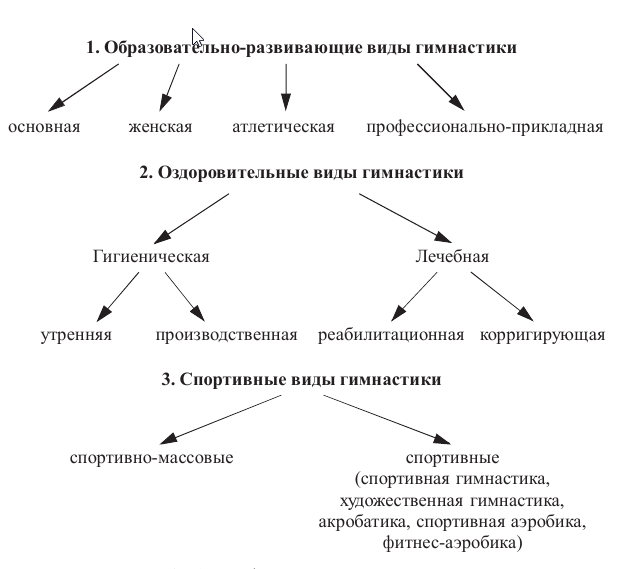 1. Образовательно-развивающие виды гимнастики
основная женская атлетическая профессионально-прикладная
2. Оздоровительные виды гимнастики
Гигиеническая Лечебная
утренняя производственная реабилитационная корригирующая
3. Спортивные виды гимнастики
спортивно-массовые спортивные
(спортивная гимнастика,
художественная гимнастика,
акробатика, спортивная аэробика,
фитнес-аэробика)